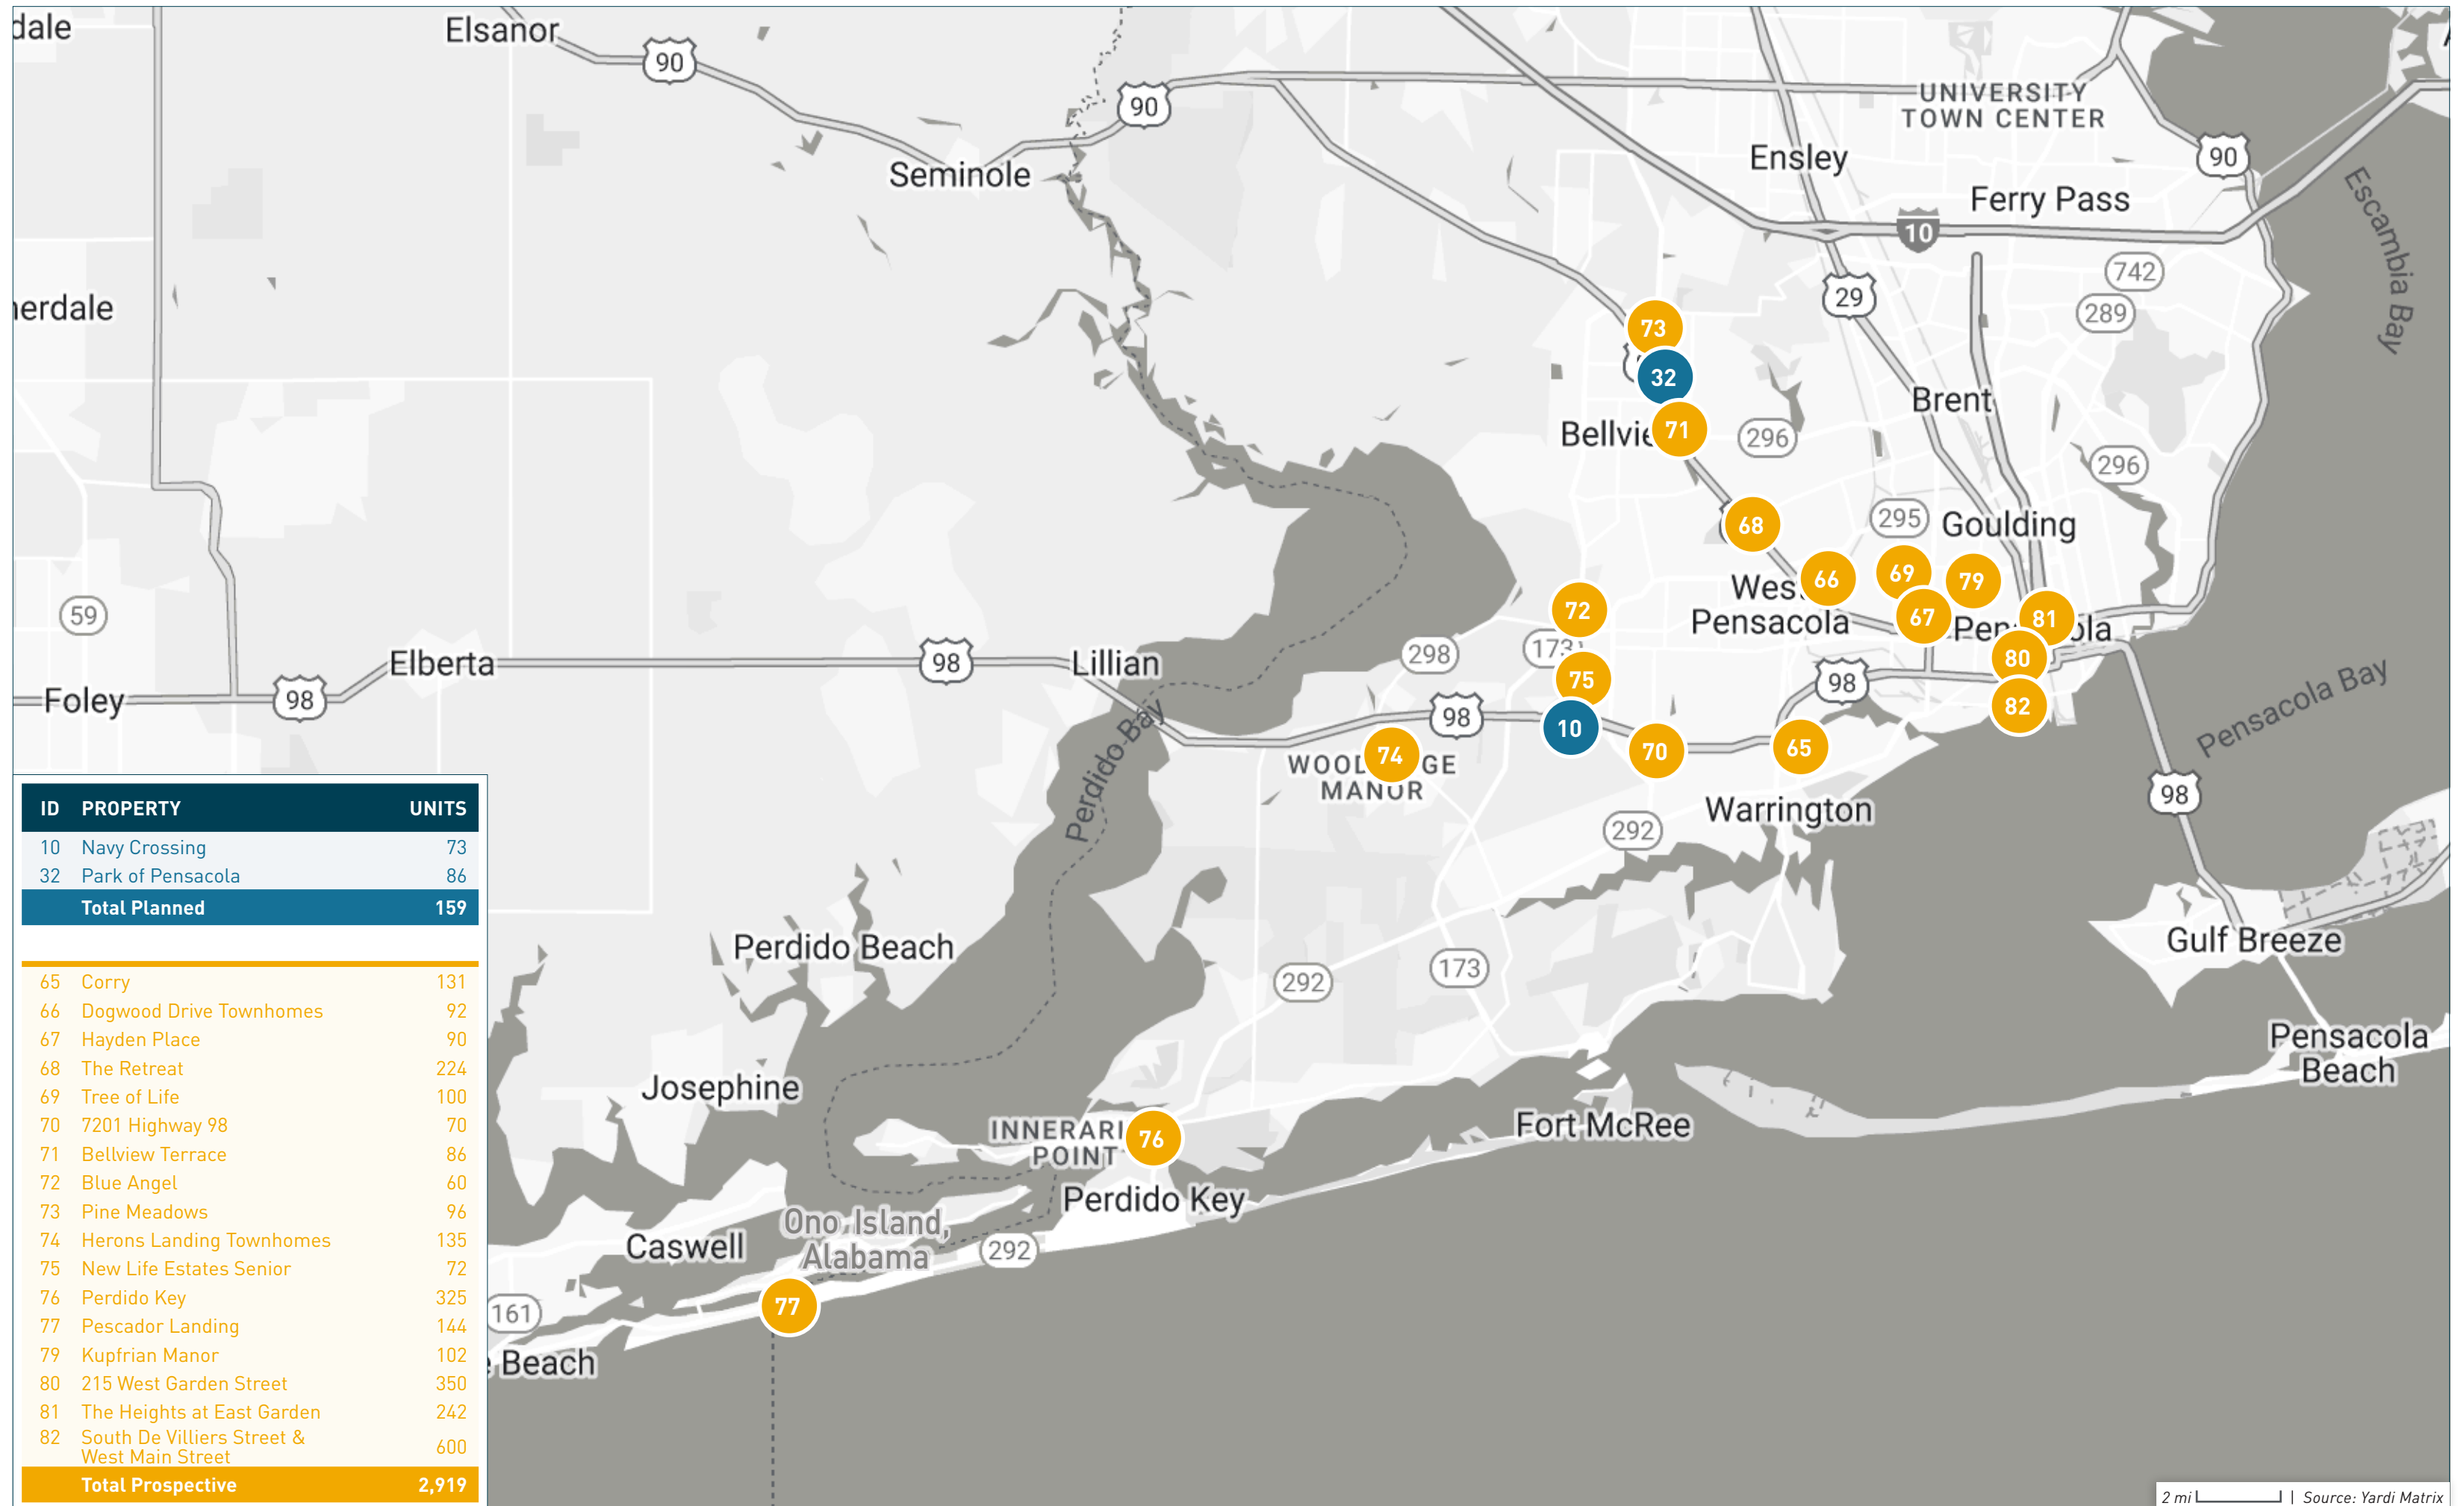 dale
Elsanor
90
90
UNIVERSITY
TOWN CENTER
Ensley
90
Seminole
Ferry Pass
Escambia Bay
10
742
29
289
nerdale
73
32
Brent
Bellvie
71
296
296
68
295
Goulding
66
69
79
Wes
Pensacola
59
72
67
81
Pen
ola
298
173
80
Elberta
98
Lillian
75
98
82
Foley
98
98
10
Perdido Bay
Pensacola Bay
70
65
74
WOOD
GE
MANOR
98
Warrington
292
ID PROPERTY UNITS
10 Navy Crossing 73
32 Park of Pensacola 86
Total Planned 159
65 Corry 131
66 Dogwood Drive Townhomes 92
67 Hayden Place 90
68 The Retreat 224
69 Tree of Life 100
70 7201 Highway 98 70
71 Bellview Terrace 86
72 Blue Angel 60
73 Pine Meadows 96
74 Herons Landing Townhomes 135
75 New Life Estates Senior 72
76 Perdido Key 325
77 Pescador Landing 144
79 Kupfrian Manor 102
80 215 West Garden Street 350
81 The Heights at East Garden 242
82 South De Villiers Street &
West Main Street 600
Total Prospective 2,919
Perdido Beach
Gulf Breeze
292
173
Pensacola
Beach
Josephine
INNERARI
POINT
76
Fort McRee
Perdido Key
Ono Island,
Alabama
Caswell
292
77
161
Beach
2 mi | Source: Yardi Matrix